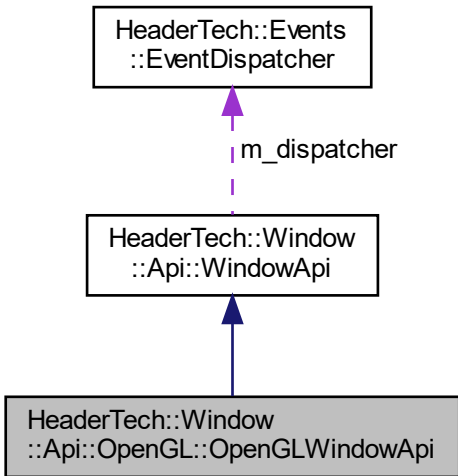 HeaderTech::Events
::EventDispatcher
m_dispatcher
HeaderTech::Window
::Api::WindowApi
HeaderTech::Window
::Api::OpenGL::OpenGLWindowApi